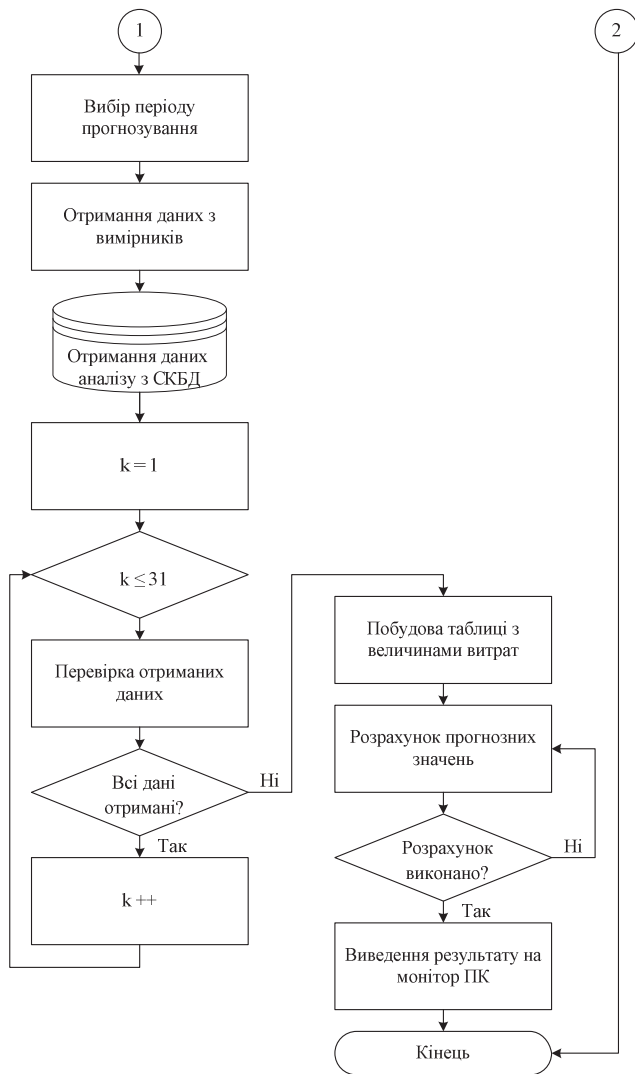 1
2
Вибір періоду
прогнозування
Отримання даних з
вимірників
Отримання даних
аналізу з СКБД
k = 1
k ≤ 31
Перевірка отриманих
даних
Всі дані
отримані?
Ні
Так
k ++
Побудова таблиці з
величинами витрат
Розрахунок прогнозних
значень
Розрахунок
виконано?
Ні
Так
Виведення результату на
монітор ПК
Кінець